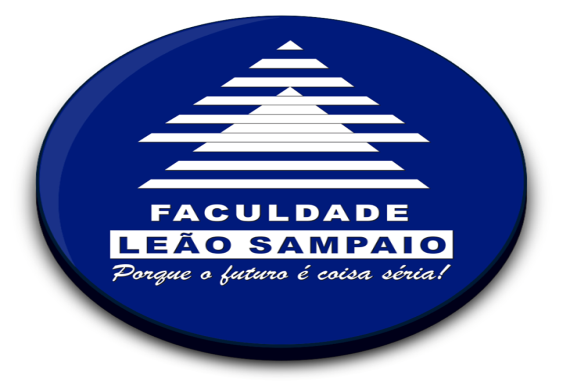 FACULDADE
LEÃO SAMPAIO
Porque o futuro é coisa séria!